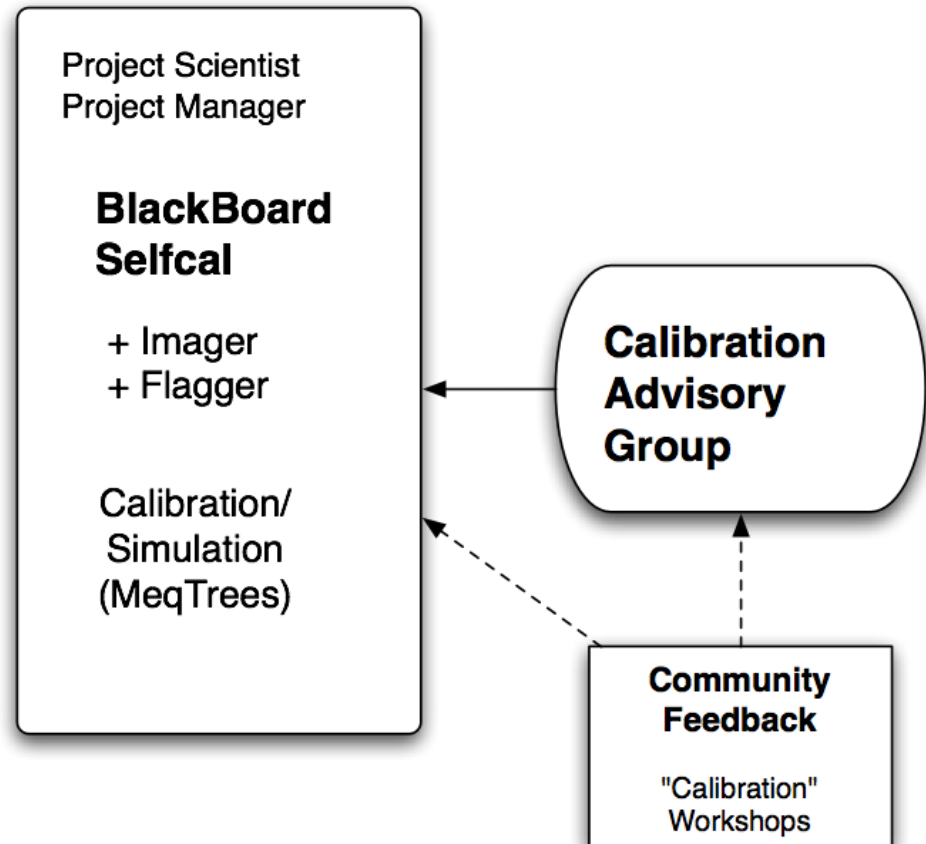 Project Scientist
Project Manager
BlackBoard
Selfcal
+ Imager
+ Flagger
Calibration/
Simulation
(MeqTrees)
Calibration
Advisory
Group
Community
Feedback
"Calibration"
Workshops